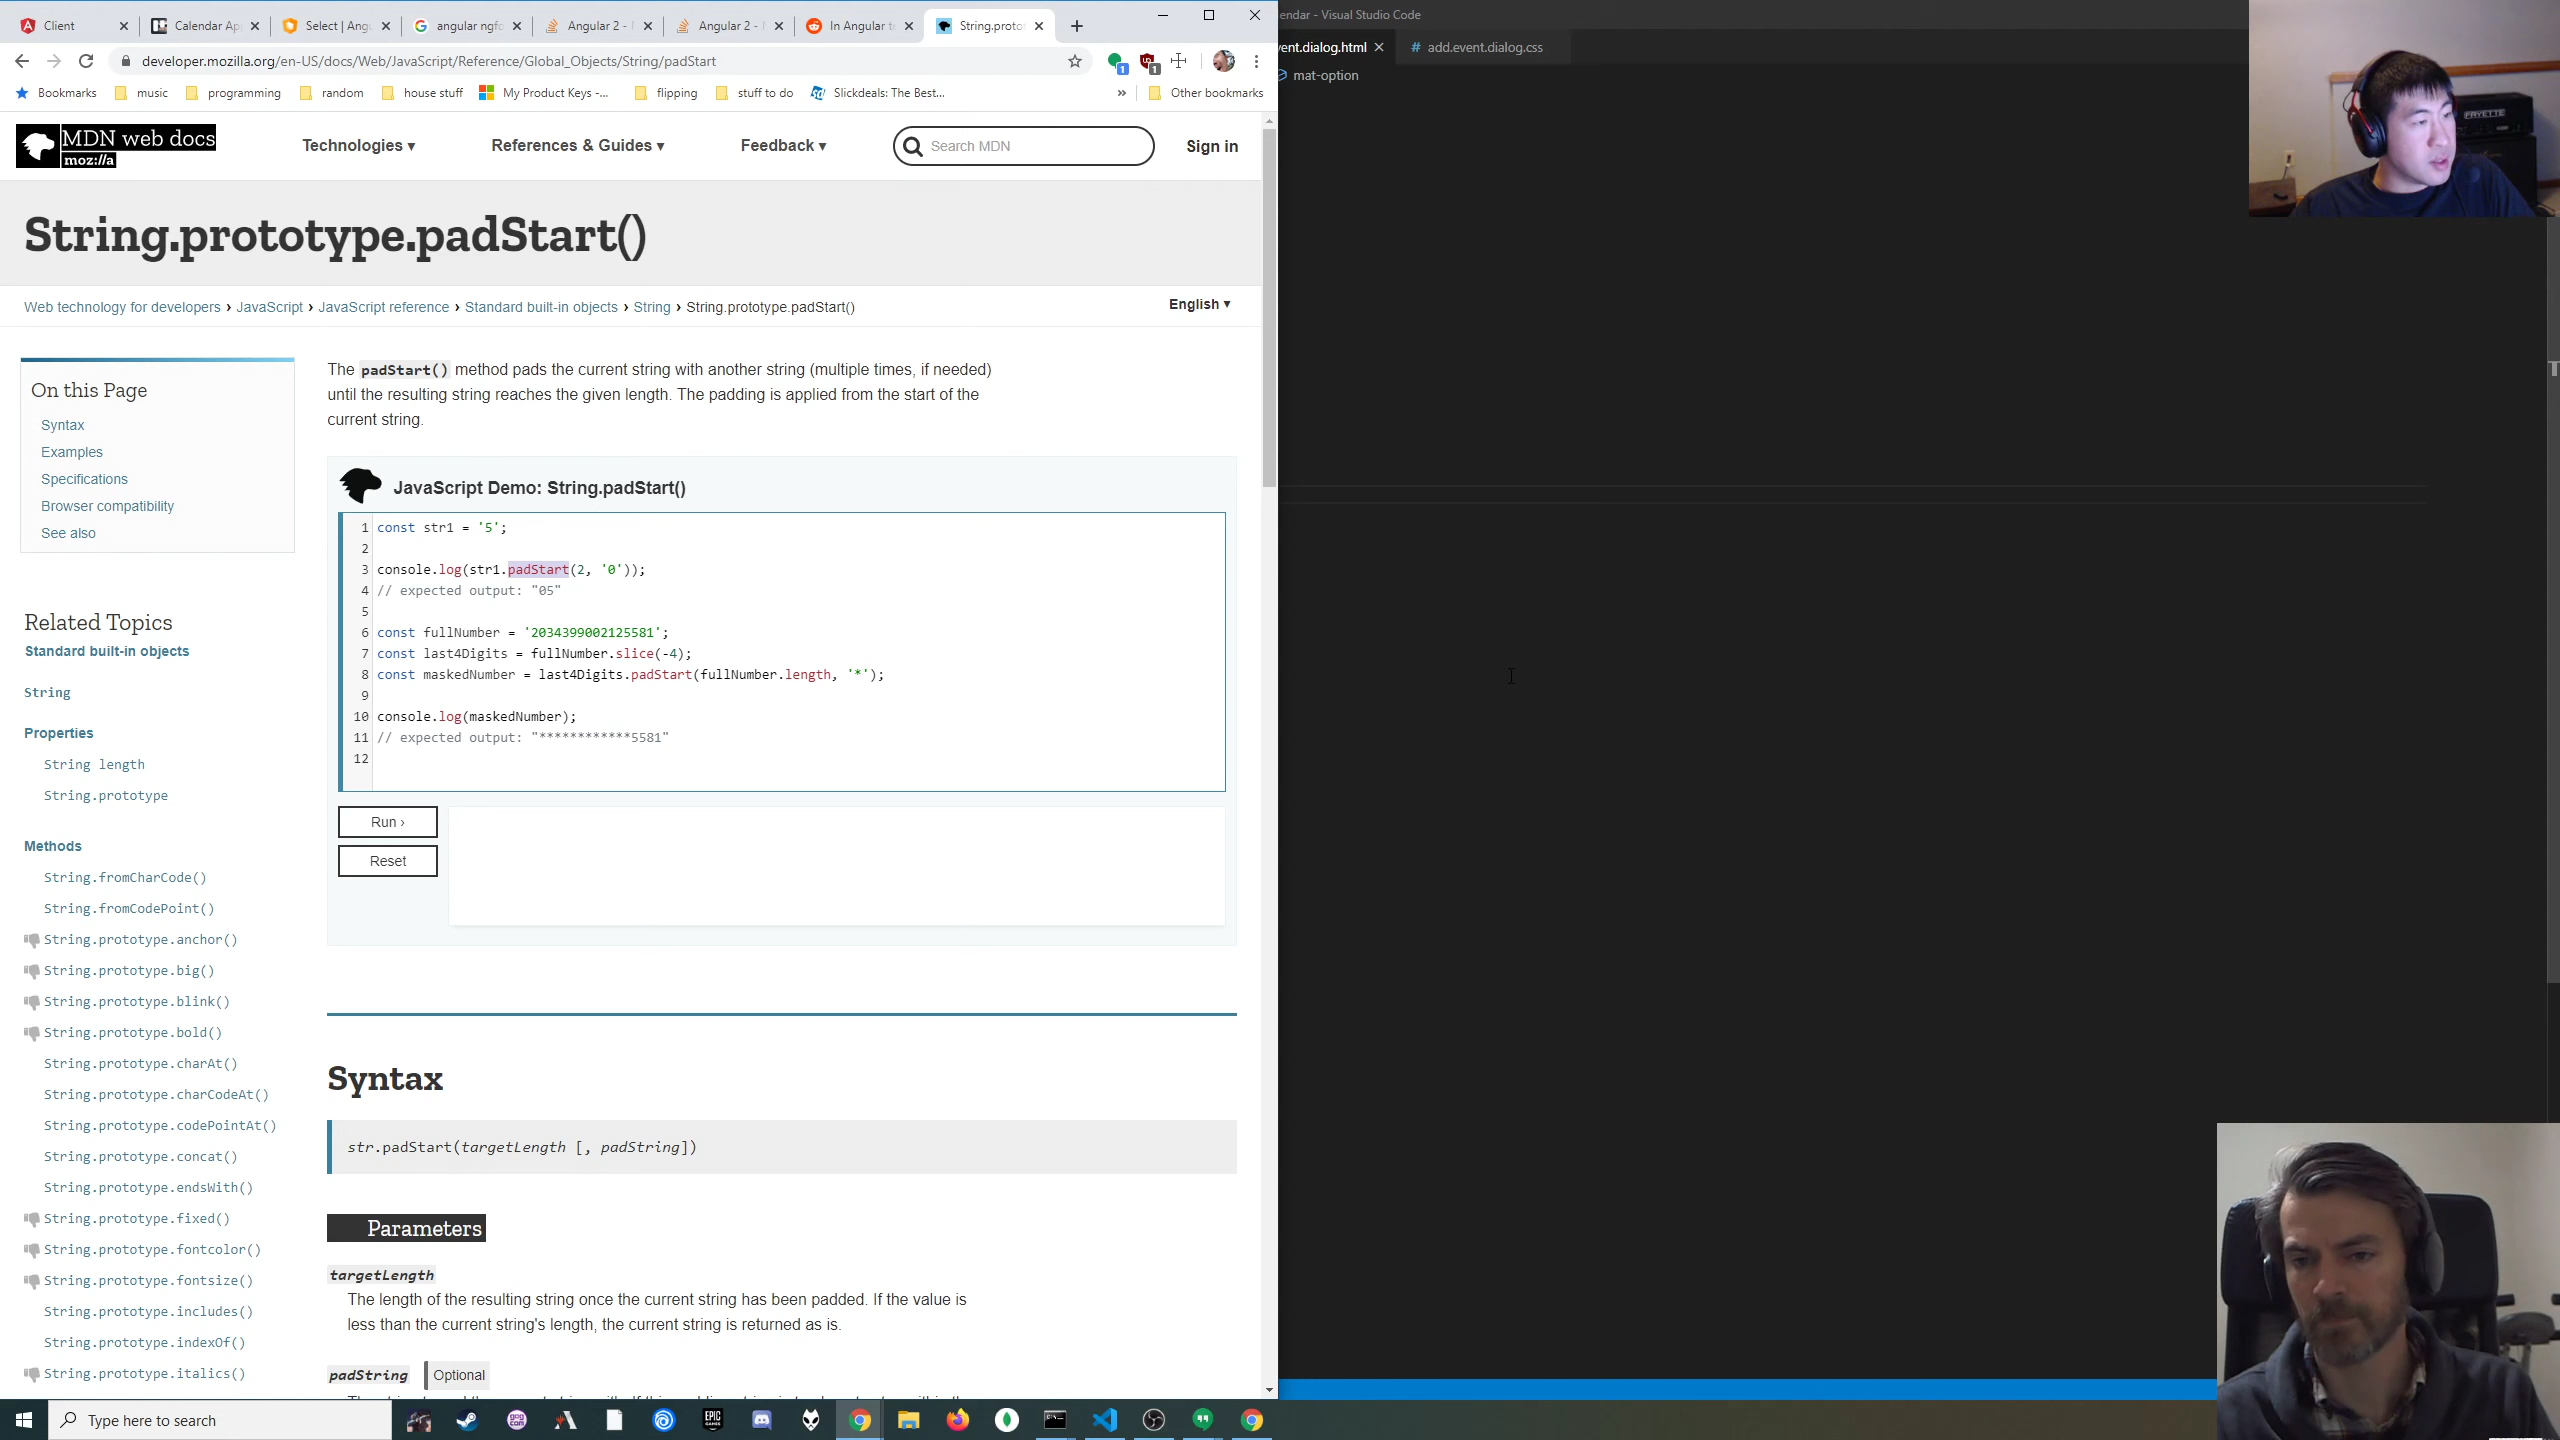 Client
Calendar Ap
Select | Angu
angular ngfo
Angular 2 -
Angular 2 -
In Angular t
String.proto
endar - Visual Studio Code
vent.dialog.html
# add.event.dialog.css
developer.mozilla.org/en-US/docs/Web/JavaScript/Reference/Global_Objects/String/padStart
1
1
mat-option
Bookmarks
music
programming
random
house stuff
My Product Keys -...
flipping
stuff to do
Slickdeals: The Best...
»
Other bookmarks
FRYETTE
MDN web docs
moz://a
Technologies ▾
References & Guides ▾
Feedback ▾
Search MDN
Sign in
String.prototype.padStart()
Web technology for developers › JavaScript › JavaScript reference › Standard built-in objects › String › String.prototype.padStart()
English ▾
On this Page
Syntax
Examples
Specifications
Browser compatibility
See also
Related Topics
Standard built-in objects
String
Properties
String length
String.prototype
Methods
String.fromCharCode()
String.fromCodePoint()
String.prototype.anchor()
String.prototype.big()
String.prototype.blink()
String.prototype.bold()
String.prototype.charAt()
String.prototype.charCodeAt()
String.prototype.codePointAt()
String.prototype.concat()
String.prototype.endsWith()
String.prototype.fixed()
String.prototype.fontcolor()
String.prototype.fontsize()
String.prototype.includes()
String.prototype.indexOf()
String.prototype.italics()
The padStart() method pads the current string with another string (multiple times, if needed)
until the resulting string reaches the given length. The padding is applied from the start of the
current string.
JavaScript Demo: String.padStart()
1 const str1 = '5';
2
3 console.log(str1.padStart(2, '0'));
4 // expected output: "05"
5
6 const fullNumber = '2034399002125581';
7 const last4Digits = fullNumber.slice(-4);
8 const maskedNumber = last4Digits.padStart(fullNumber.length, '*');
9
10 console.log(maskedNumber);
11 // expected output: "************5581"
12
Run ›
Reset
Syntax
str.padStart(targetLength [, padString])
Parameters
targetLength
The length of the resulting string once the current string has been padded. If the value is
less than the current string's length, the current string is returned as is.
padString Optional
Type here to search
gog com
EPIC GAMES